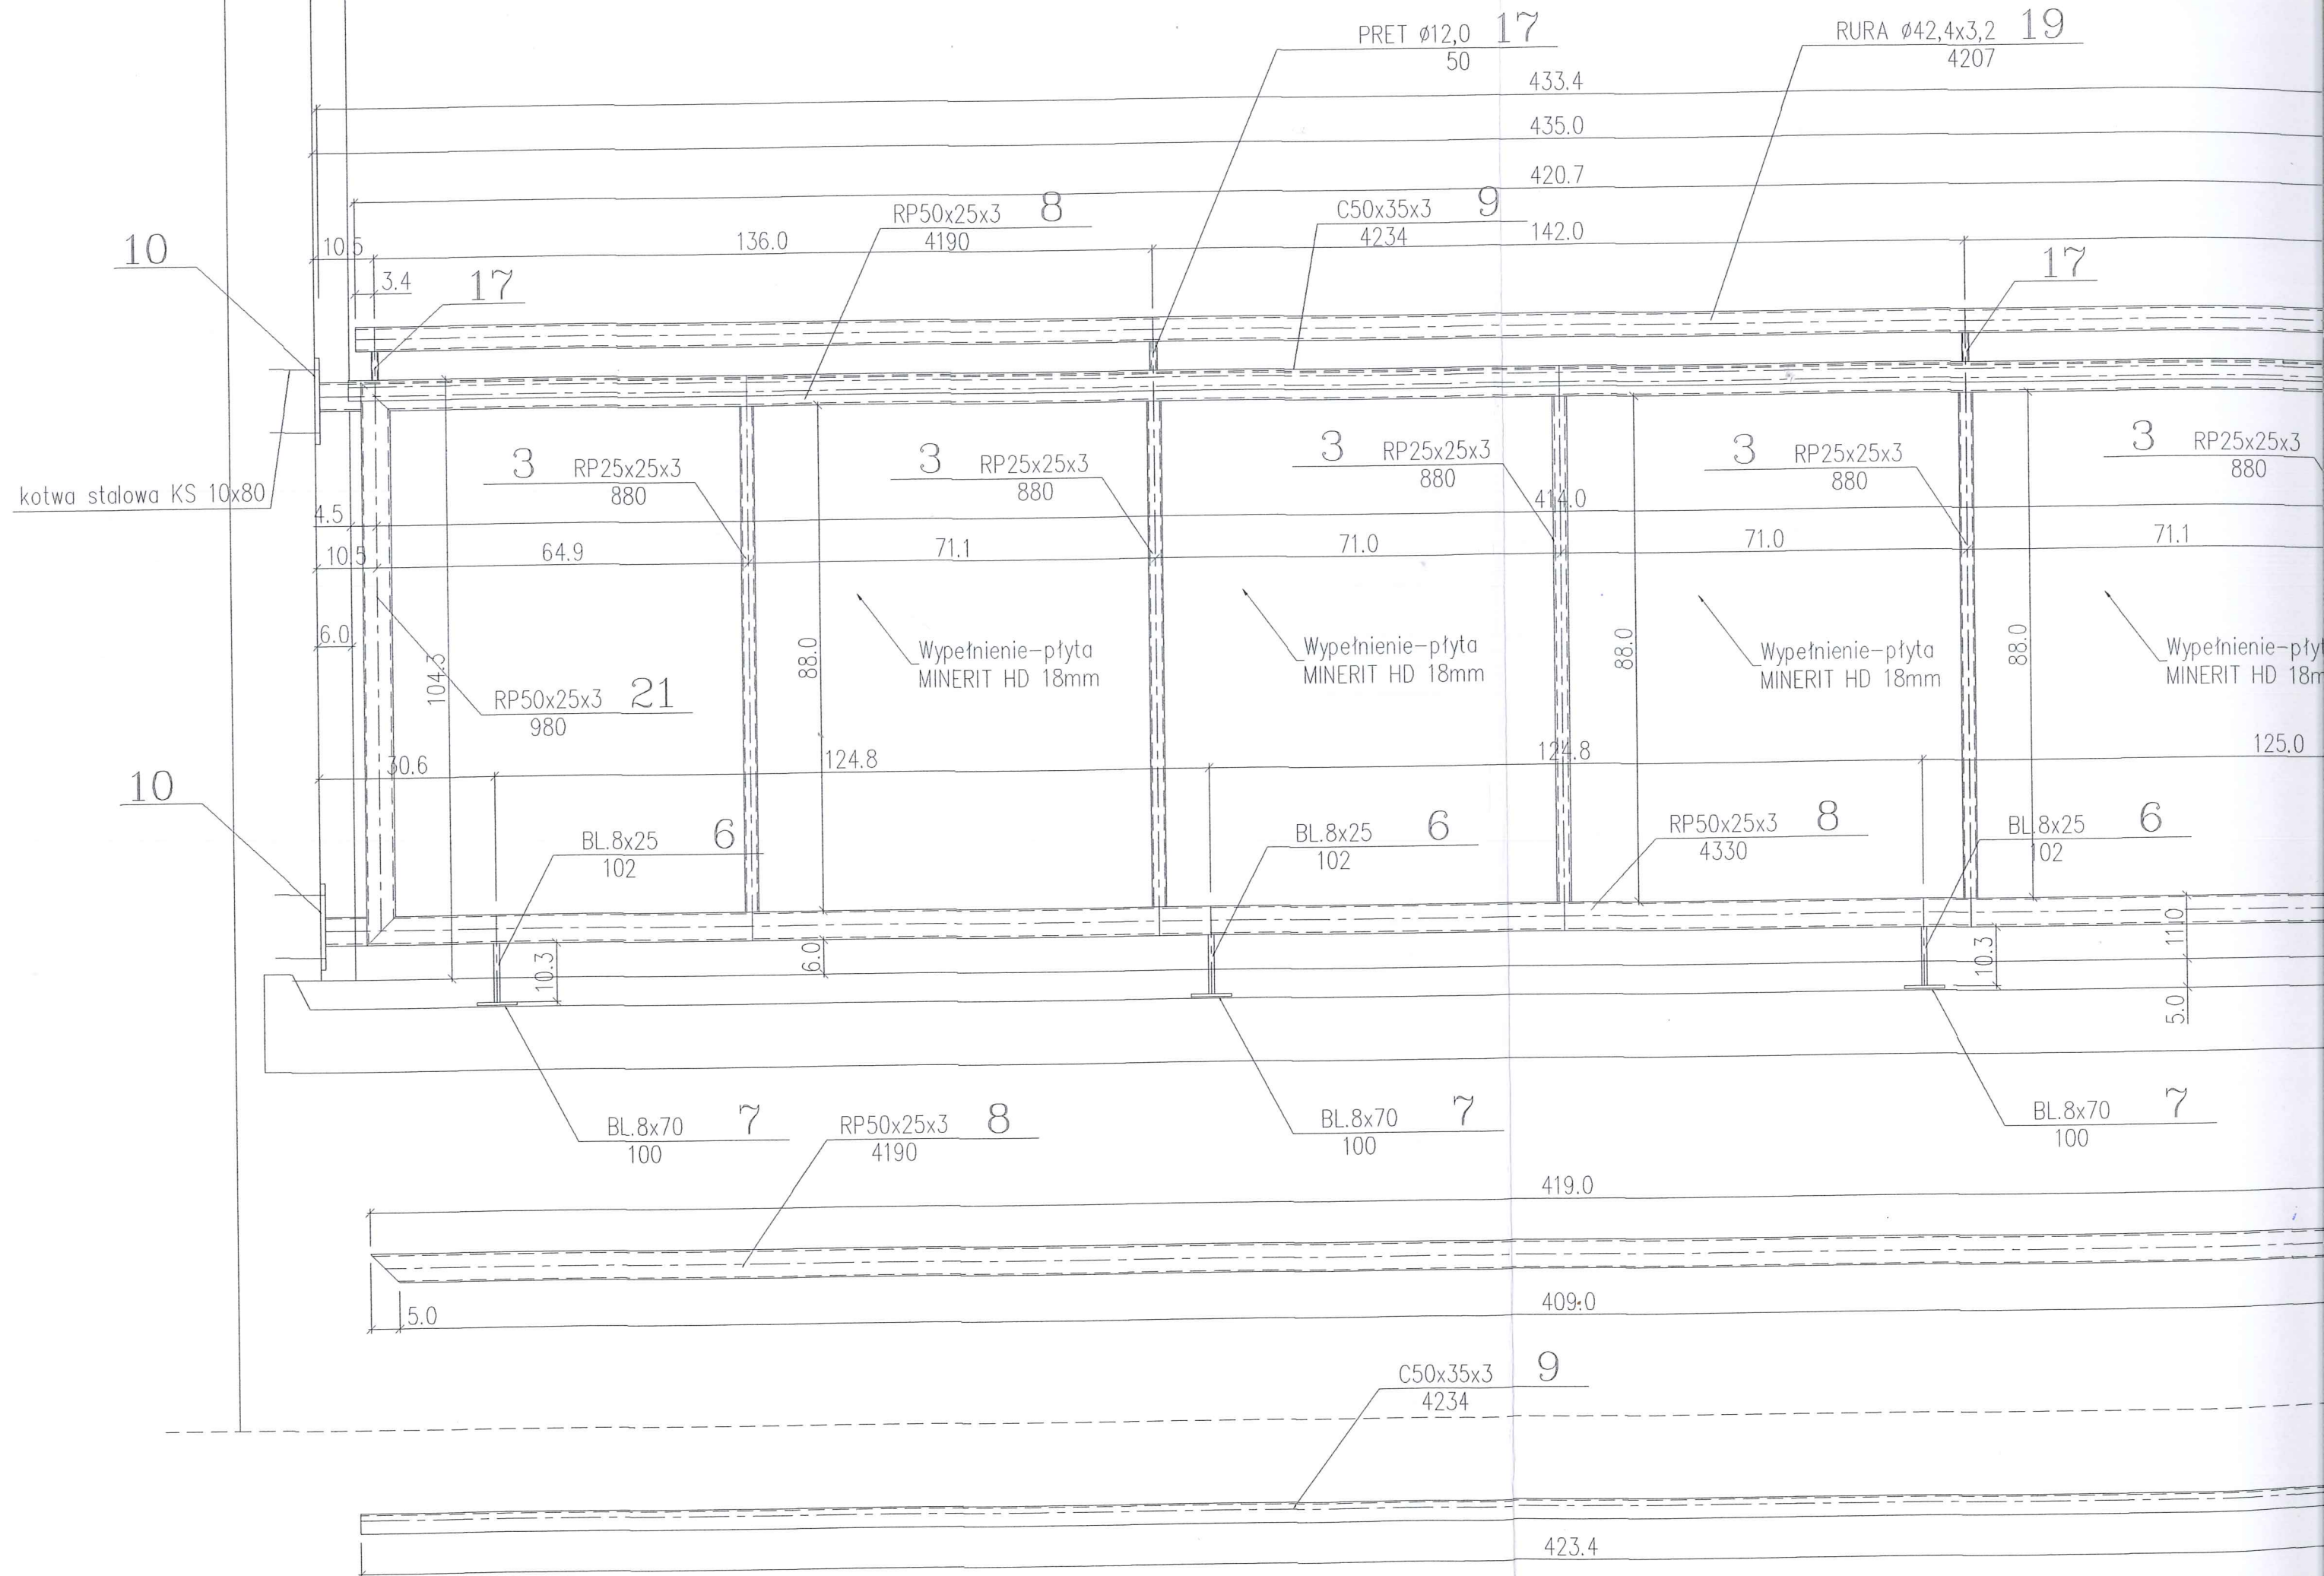 PRET ø12,0 17
50
RURA ø42,4x3,2 19
4207
433.4
435.0
420.7
RP50x25x3 8
4190
C50x35x3 9
4234
10
10.5
136.0
142.0
3.4
17
17
3 RP25x25x3
880
3 RP25x25x3
880
3 RP25x25x3
880
3 RP25x25x3
880
3 RP25x25x3
880
kotwa stalowa KS 10x80
4.5
414.0
10.5
64.9
71.1
71.0
71.0
71.1
6.0
104.3
88.0
88.0
88.0
Wypełnienie-płyta
MINERIT HD 18mm
Wypełnienie-płyta
MINERIT HD 18mm
Wypełnienie-płyta
MINERIT HD 18mm
Wypełnienie-pły
MINERIT HD 18m
RP50x25x3 21
980
30.6
124.8
124.8
125.0
10
BL.8x25 6
102
BL.8x25 6
102
RP50x25x3 8
4330
BL.8x25 6
102
10.3
6.0
10.3
11.0
5.0
BL.8x70 7
100
RP50x25x3 8
4190
BL.8x70 7
100
BL.8x70 7
100
419.0
5.0
409.0
C50x35x3 9
4234
423.4